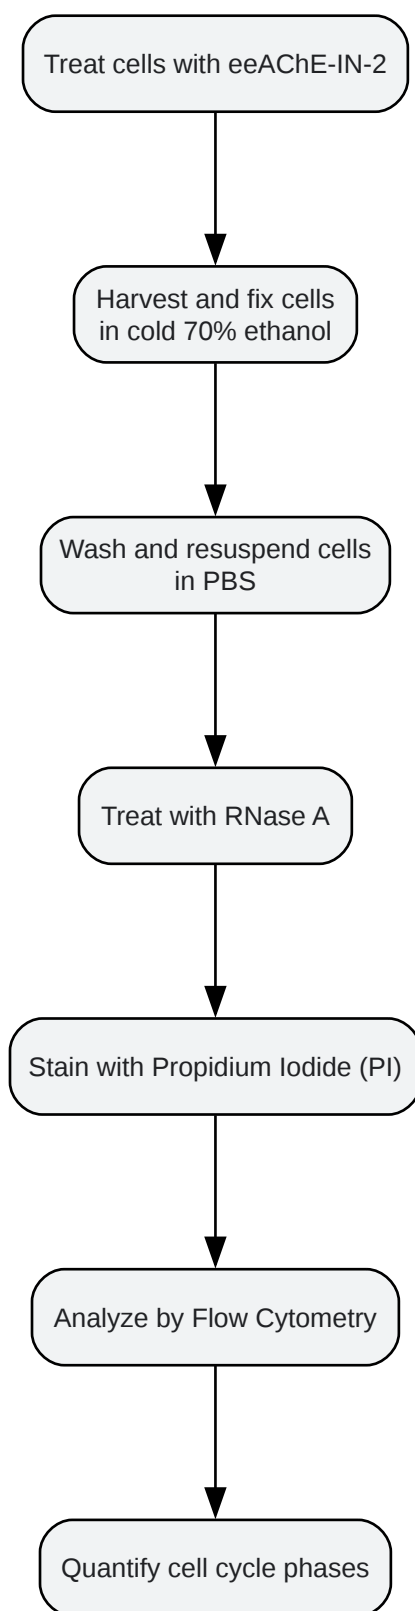 Treat cells with eeAChE-IN-2
Harvest and fix cells
in cold 70% ethanol
Wash and resuspend cells
in PBS
Treat with RNase A
Stain with Propidium Iodide (PI)
Analyze by Flow Cytometry
Quantify cell cycle phases